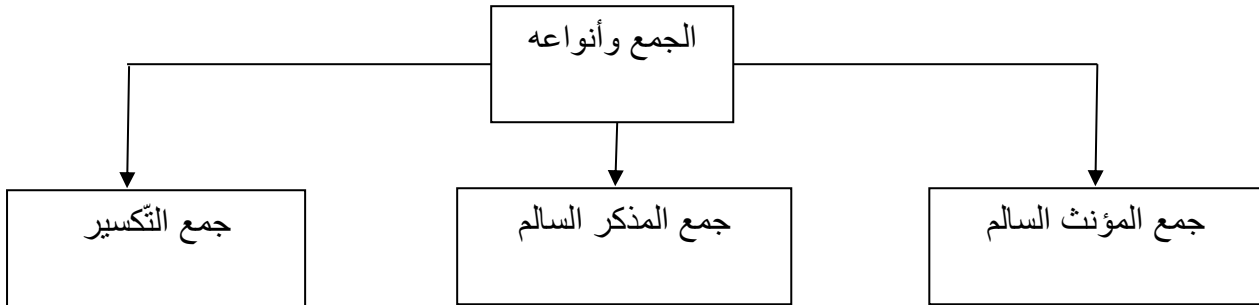 الجمع وأنواعه
جمع المؤنث السالم
جمع المذكر السالم
جمع التّكسير